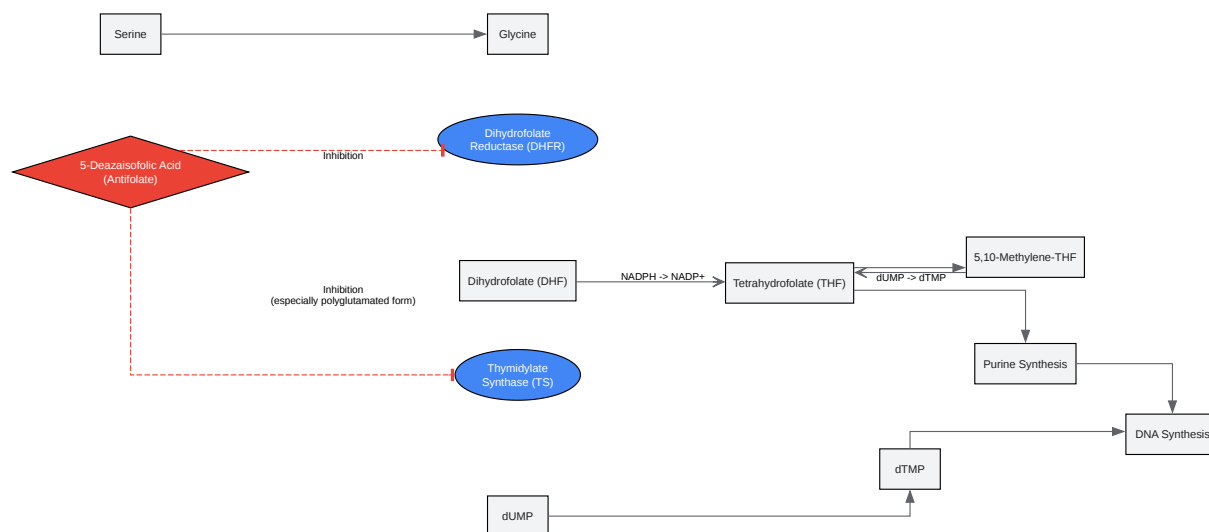 Serine
Glycine
Dihydrofolate
Reductase (DHFR)
Inhibition
5-Deazaisofolic Acid
(Antifolate)
5,10-Methylene-THF
Dihydrofolate (DHF)
NADPH -> NADP+
Tetrahydrofolate (THF)
dUMP -> dTMP
Inhibition
(especially polyglutamated form)
Thymidylate
Synthase (TS)
Purine Synthesis
DNA Synthesis
dTMP
dUMP